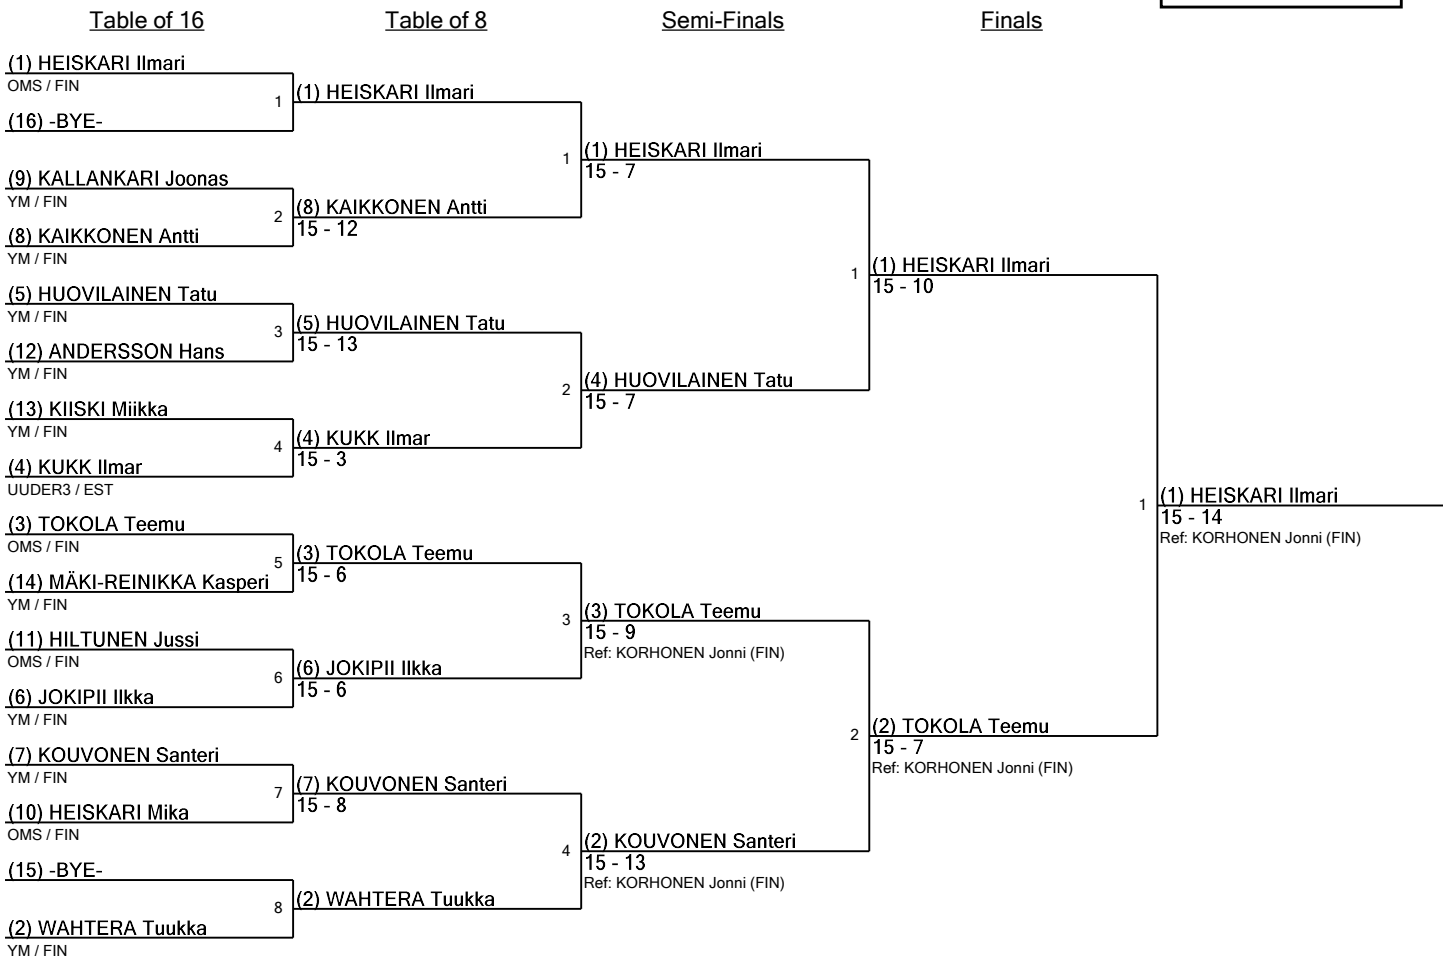 Table of 16
Table of 8
Semi-Finals
Finals
(1) HEISKARI Ilmari
OMS / FIN
1
(16) -BYE-
(9) KALLANKARI Joonas
YM / FIN
2
(8) KAIKKONEN Antti
YM / FIN
(5) HUOVILAINEN Tatu
YM / FIN
3
(12) ANDERSSON Hans
YM / FIN
(13) KIISKI Miikka
YM / FIN
4
(4) KUKK Ilmar
UUDER3 / EST
(3) TOKOLA Teemu
OMS / FIN
5
(14) MÄKI-REINIKKA Kasperi
YM / FIN
(11) HILTUNEN Jussi
OMS / FIN
6
(6) JOKIPII Ilkka
YM / FIN
(7) KOUVONEN Santeri
YM / FIN
7
(10) HEISKARI Mika
OMS / FIN
(15) -BYE-
8
(2) WAHTERA Tuukka
YM / FIN
(1) HEISKARI Ilmari
1
(8) KAIKKONEN Antti
15 - 12
(5) HUOVILAINEN Tatu
15 - 13
2
(4) KUKK Ilmar
15 - 3
(3) TOKOLA Teemu
15 - 6
3
(6) JOKIPII Ilkka
15 - 6
(7) KOUVONEN Santeri
15 - 8
4
(2) WAHTERA Tuukka
(1) HEISKARI Ilmari
15 - 7
1
(4) HUOVILAINEN Tatu
15 - 7
(3) TOKOLA Teemu
15 - 9
Ref: KORHONEN Jonni (FIN)
2
(2) KOUVONEN Santeri
15 - 13
Ref: KORHONEN Jonni (FIN)
(1) HEISKARI Ilmari
15 - 10
1
(2) TOKOLA Teemu
15 - 7
Ref: KORHONEN Jonni (FIN)
(1) HEISKARI Ilmari
15 - 14
Ref: KORHONEN Jonni (FIN)